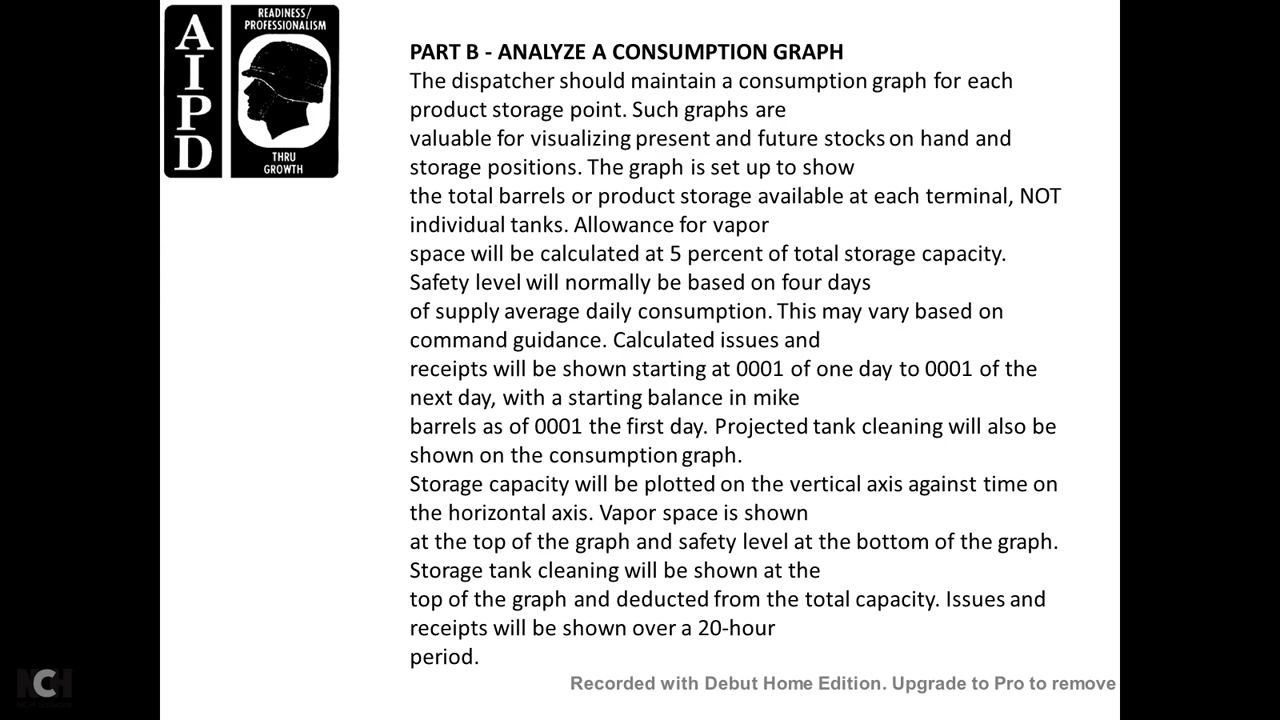 A
I
P
D
READINESS/
PROFESSIONALISM
THRU
GROWTH
PART B - ANALYZE A CONSUMPTION GRAPH
The dispatcher should maintain a consumption graph for each
product storage point. Such graphs are
valuable for visualizing present and future stocks on hand and
storage positions. The graph is set up to show
the total barrels or product storage available at each terminal, NOT
individual tanks. Allowance for vapor
space will be calculated at 5 percent of total storage capacity.
Safety level will normally be based on four days
of supply average daily consumption. This may vary based on
command guidance. Calculated issues and
receipts will be shown starting at 0001 of one day to 0001 of the
next day, with a starting balance in mike
barrels as of 0001 the first day. Projected tank cleaning will also be
shown on the consumption graph.
Storage capacity will be plotted on the vertical axis against time on
the horizontal axis. Vapor space is shown
at the top of the graph and safety level at the bottom of the graph.
Storage tank cleaning will be shown at the
top of the graph and deducted from the total capacity. Issues and
receipts will be shown over a 20-hour
period.
NCH
Recorded with Debut Home Edition. Upgrade to Pro to remove